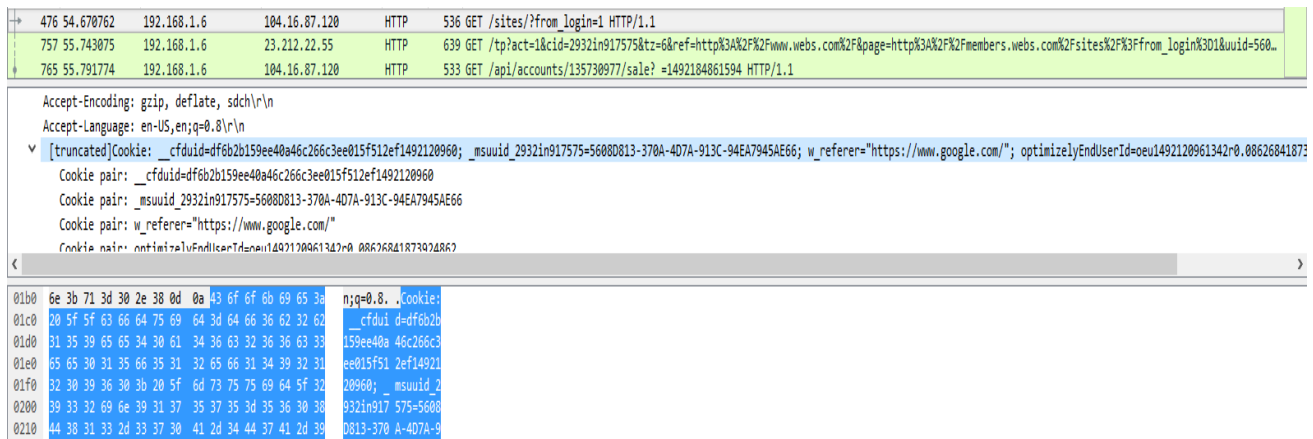 476 54.670762 192.168.1.6 104.16.87.120 HTTP 536 GET /sites/?from_login=1 HTTP/1.1
757 55.743075 192.168.1.6 23.212.22.55 HTTP 639 GET /tp?act=1&cid=2932in917575&tz=6&ref=http%3A%2F%2Fwww.webs.com%2F&page=http%3A%2F%2Fmembers.webs.com%2Fsites%2F%3Ffrom_login%3D1&uuid=560…
765 55.791774 192.168.1.6 104.16.87.120 HTTP 533 GET /api/accounts/135730977/sale?_=1492184861594 HTTP/1.1
Accept-Encoding: gzip, deflate, sdch\r\n
Accept-Language: en-US,en;q=0.8\r\n
[truncated]Cookie: __cfduid=df6b2b159ee40a46c266c3ee015f512ef1492120960; _msuuid_2932in917575=5608D813-370A-4D7A-913C-94EA7945AE66; w_referer="https://www.google.com/"; optimizelyEndUserId=oeu1492120961342r0.08626841873
Cookie pair: __cfduid=df6b2b159ee40a46c266c3ee015f512ef1492120960
Cookie pair: _msuuid_2932in917575=5608D813-370A-4D7A-913C-94EA7945AE66
Cookie pair: w_referer="https://www.google.com/"
Cookie pair: optimizelyEndUserId=oeu1492120961342r0.08626841873924862
01b0 6e 3b 71 3d 30 2e 38 0d 0a 43 6f 6f 6b 69 65 3a n;q=0.8. .Cookie:
01c0 20 5f 5f 63 66 64 75 69 64 3d 64 66 36 62 32 62 __cfdui d=df6b2b
01d0 31 35 39 65 65 34 30 61 34 36 63 32 36 36 63 33 159ee40a 46c266c3
01e0 65 65 30 31 35 66 35 31 32 65 66 31 34 39 32 31 ee015f51 2ef14921
01f0 32 30 39 36 30 3b 20 5f 6d 73 75 75 69 64 5f 32 20960; _ msuuid_2
0200 39 33 32 69 6e 39 31 37 35 37 35 3d 35 36 30 38 932in917 575=5608
0210 44 38 31 33 2d 33 37 30 41 2d 34 44 37 41 2d 39 D813-370 A-4D7A-9